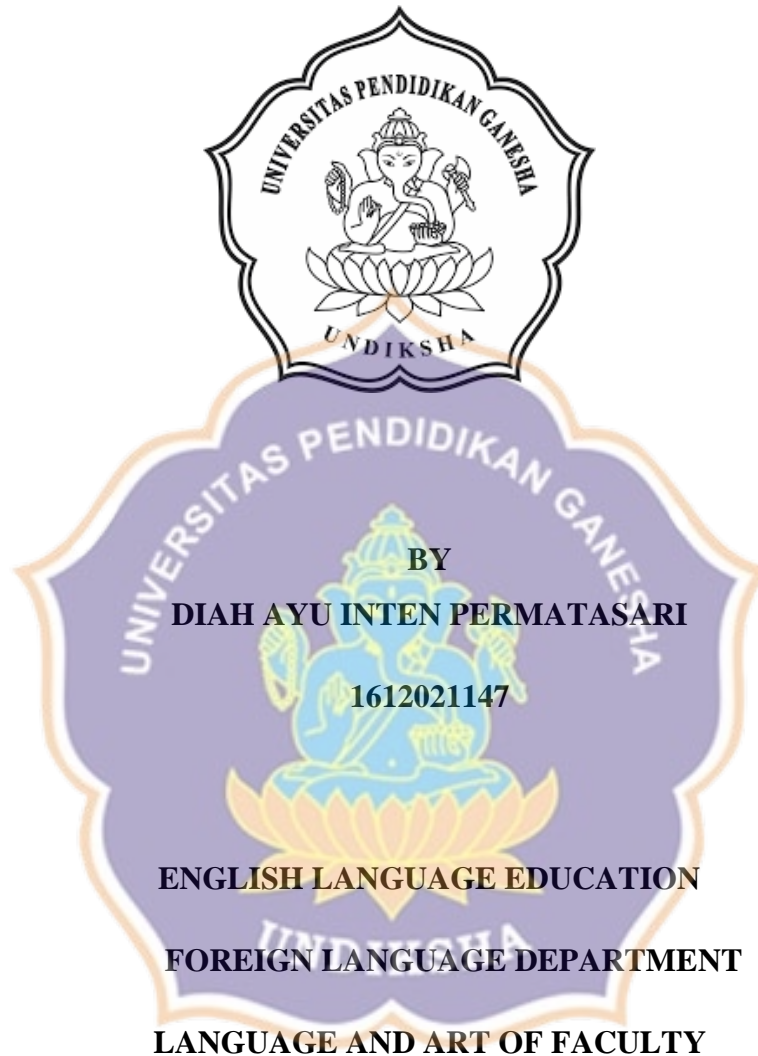 UNIVERSITAS PENDIDIKAN GANESHA
UNDIKSHA
UNIVERSITAS PENDIDIKAN GANESHA
BY
DIAH AYU INTEN PERMATASARI
1612021147
ENGLISH LANGUAGE EDUCATION
UNDIKSHA
FOREIGN LANGUAGE DEPARTMENT
LANGUAGE AND ART OF FACULTY